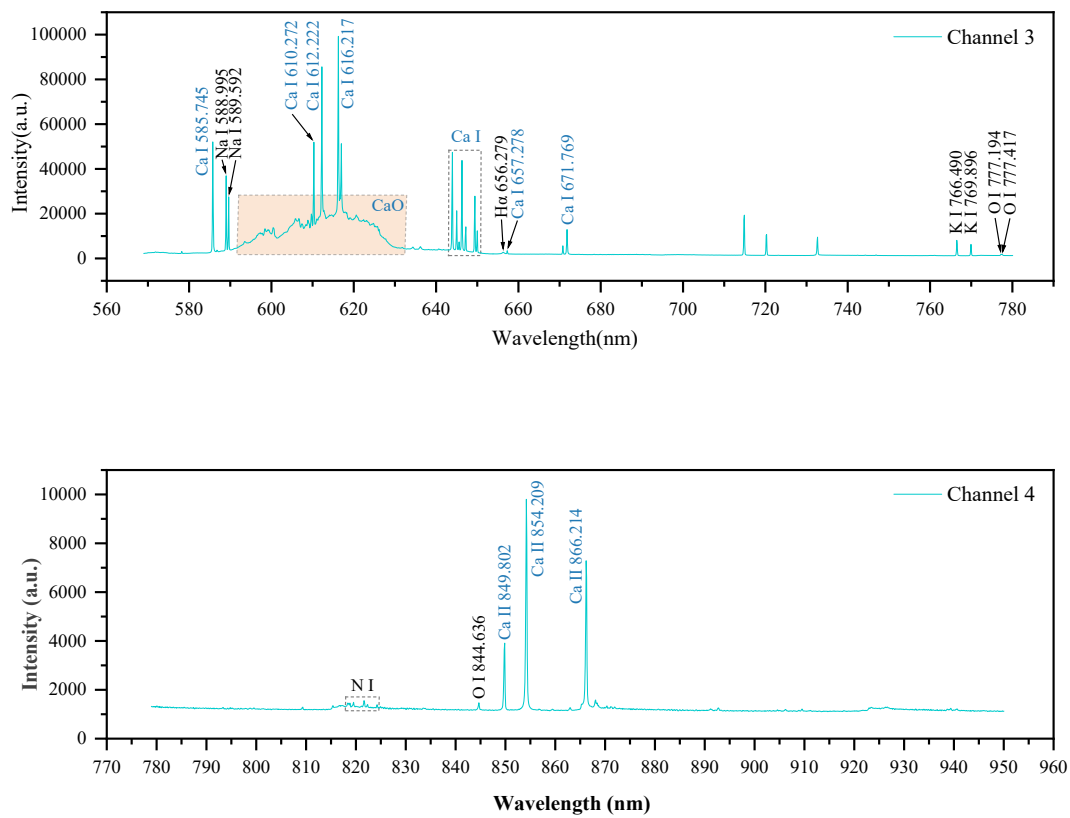 Channel 3
Intensity(a.u.)
100000
80000
60000
40000
20000
0
Ca I 585.745
Na I 588.995
Na I 589.592
Ca I 610.272
Ca I 612.222
Ca I 616.217
CaO
Ca I
Hα 656.279
Ca I 657.278
Ca I 671.769
K I 766.490
K I 769.896
O I 777.194
O I 777.417
560 580 600 620 640 660 680 700 720 740 760 780
Wavelength(nm)
Channel 4
Intensity (a.u.)
10000
8000
6000
4000
2000
0
N I
O I 844.636
Ca II 849.802
Ca II 854.209
Ca II 866.214
770 780 790 800 810 820 830 840 850 860 870 880 890 900 910 920 930 940 950 960
Wavelength (nm)